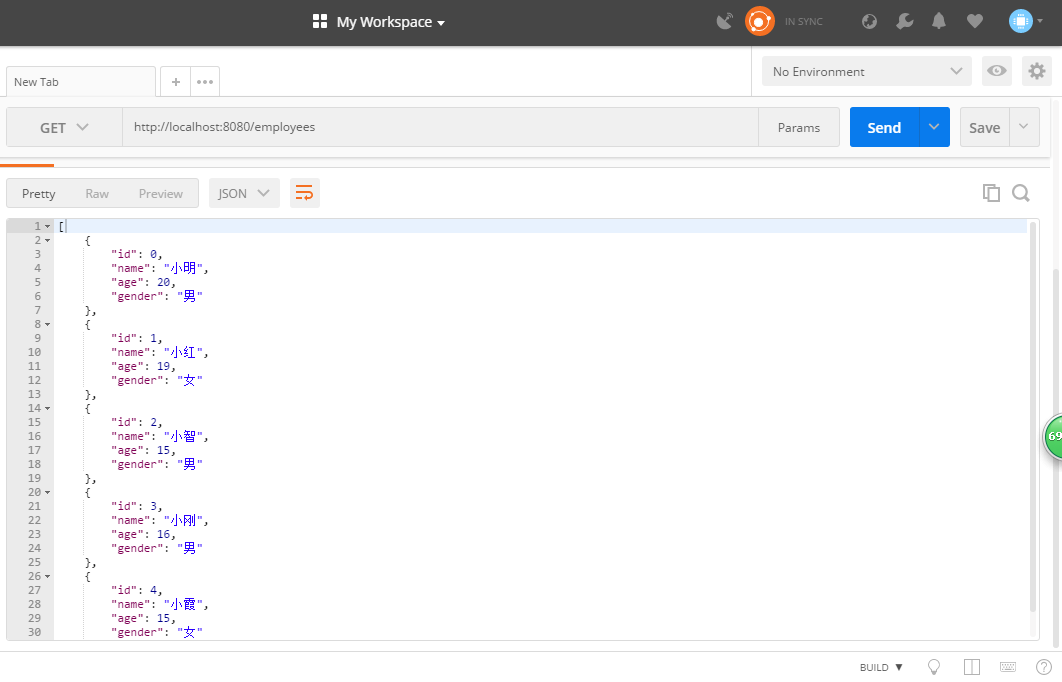 My Workspace
IN SYNC
New Tab
No Environment
GET http://localhost:8080/employees Params Send Save
Pretty Raw Preview JSON
1 [
2 {
3 "id": 0,
4 "name": "小明",
5 "age": 20,
6 "gender": "男"
7 },
8 {
9 "id": 1,
10 "name": "小红",
11 "age": 19,
12 "gender": "女"
13 },
14 {
15 "id": 2,
16 "name": "小智",
17 "age": 15,
18 "gender": "男"
19 },
20 {
21 "id": 3,
22 "name": "小刚",
23 "age": 16,
24 "gender": "男"
25 },
26 {
27 "id": 4,
28 "name": "小霞",
29 "age": 15,
30 "gender": "女"
69
BUILD